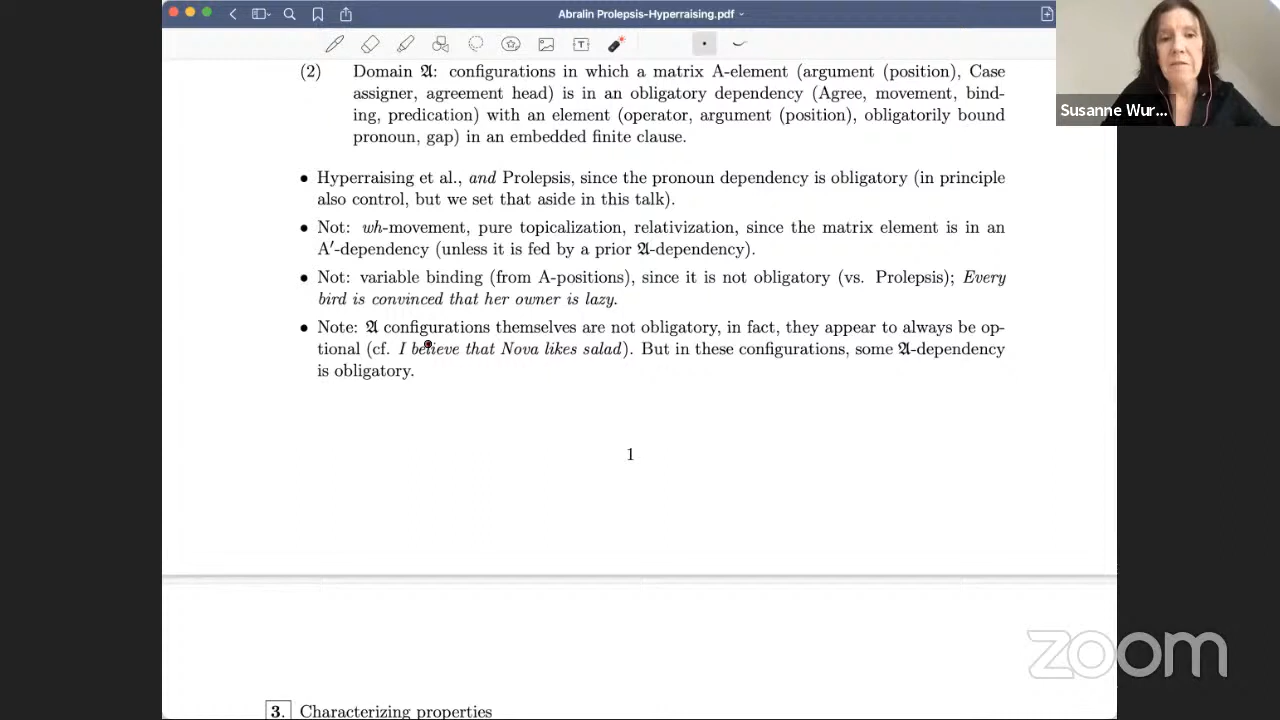 Abralin Prolepsis-Hyperraising.pdf
Susanne Wur...
(2) Domain 𝔄: configurations in which a matrix A-element (argument (position), Case
assigner, agreement head) is in an obligatory dependency (Agree, movement, bind-
ing, predication) with an element (operator, argument (position), obligatorily bound
pronoun, gap) in an embedded finite clause.
• Hyperraising et al., and Prolepsis, since the pronoun dependency is obligatory (in principle
also control, but we set that aside in this talk).
• Not: wh-movement, pure topicalization, relativization, since the matrix element is in an
A′-dependency (unless it is fed by a prior 𝔄-dependency).
• Not: variable binding (from A-positions), since it is not obligatory (vs. Prolepsis); Every
bird is convinced that her owner is lazy.
• Note: 𝔄 configurations themselves are not obligatory, in fact, they appear to always be op-
tional (cf. I believe that Nova likes salad). But in these configurations, some 𝔄-dependency
is obligatory.
1
zoom
3. Characterizing properties